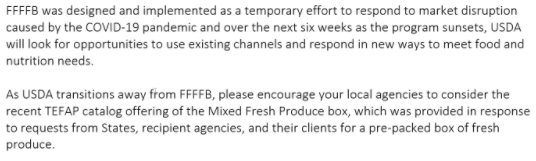 FFFFB was designed and implemented as a temporary effort to respond to market disruption
caused by the COVID-19 pandemic and over the next six weeks as the program sunsets, USDA
will look for opportunities to use existing channels and respond in new ways to meet food and
nutrition needs.
As USDA transitions away from FFFFB, please encourage your local agencies to consider the
recent TEFAP catalog offering of the Mixed Fresh Produce box, which was provided in response
to requests from States, recipient agencies, and their clients for a pre-packed box of fresh
produce.